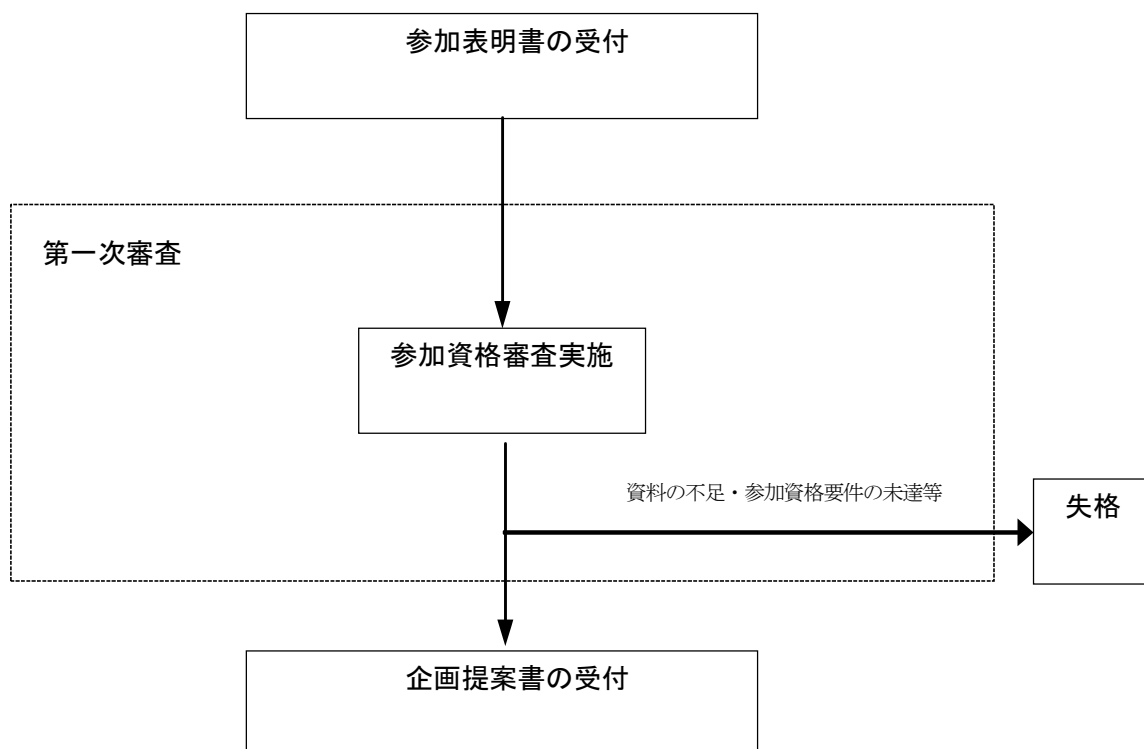 参加表明書の受付
第一次審査
参加資格審査実施
資料の不足・参加資格要件の未達等
失格
企画提案書の受付